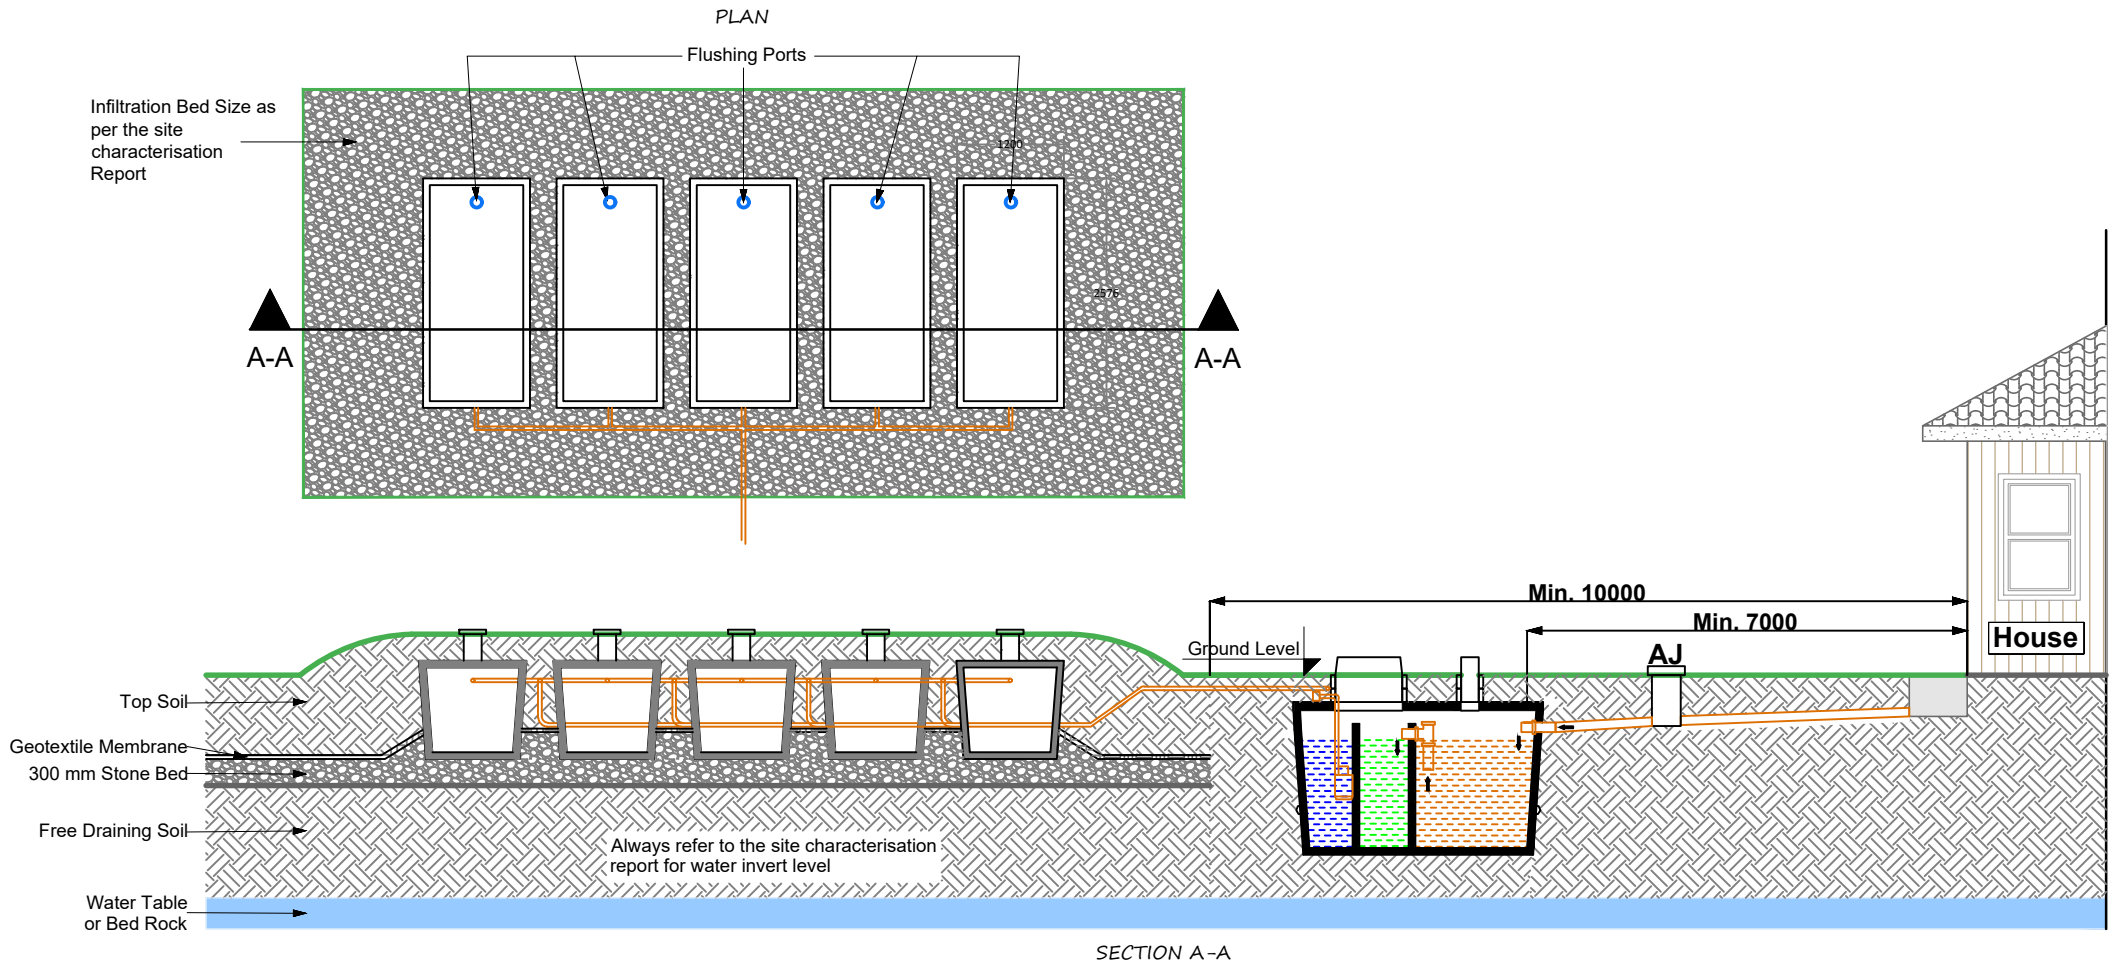 PLAN
Flushing Ports
Infiltration Bed Size as
per the site
characterisation
Report
1200
2576
A-A
A-A
Min. 10000
Min. 7000
Ground Level
AJ
House
Top Soil
Geotextile Membrane
300 mm Stone Bed
Free Draining Soil
Always refer to the site characterisation
report for water invert level
Water Table
or Bed Rock
SECTION A-A